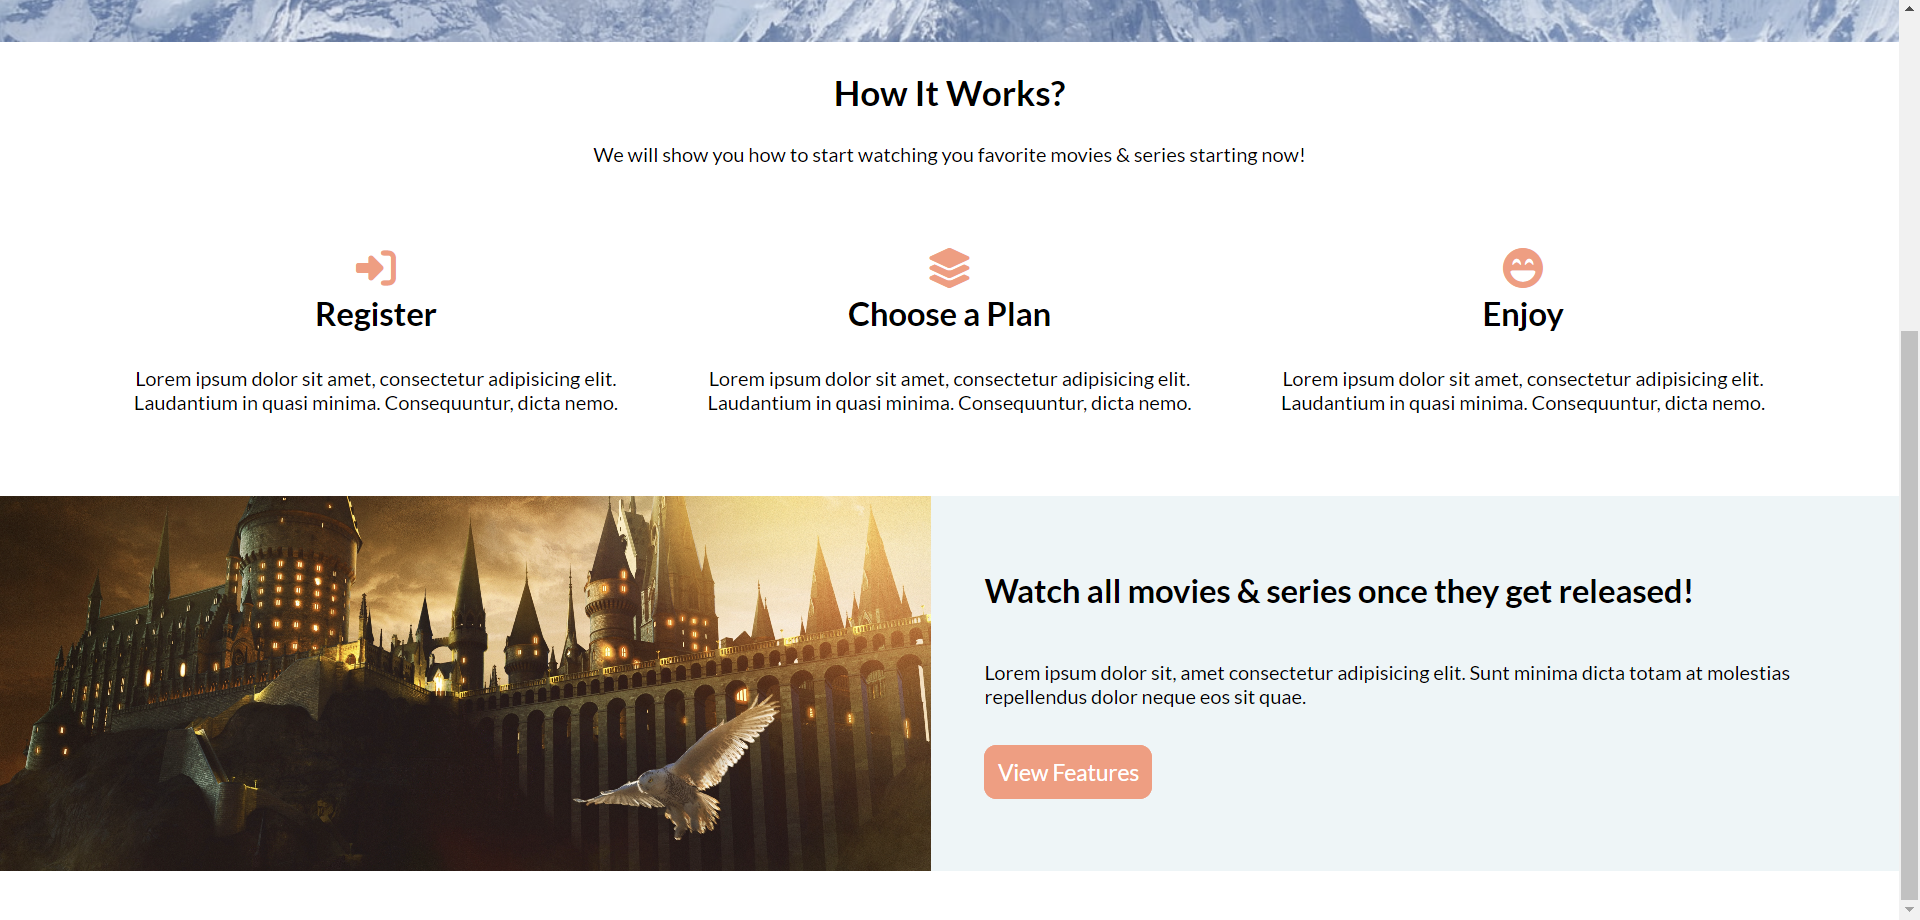 How It Works?
We will show you how to start watching you favorite movies & series starting now!
Register
Lorem ipsum dolor sit amet, consectetur adipisicing elit.
Laudantium in quasi minima. Consequuntur, dicta nemo.
Choose a Plan
Lorem ipsum dolor sit amet, consectetur adipisicing elit.
Laudantium in quasi minima. Consequuntur, dicta nemo.
Enjoy
Lorem ipsum dolor sit amet, consectetur adipisicing elit.
Laudantium in quasi minima. Consequuntur, dicta nemo.
Watch all movies & series once they get released!
Lorem ipsum dolor sit, amet consectetur adipisicing elit. Sunt minima dicta totam at molestias
repellendus dolor neque eos sit quae.
View Features